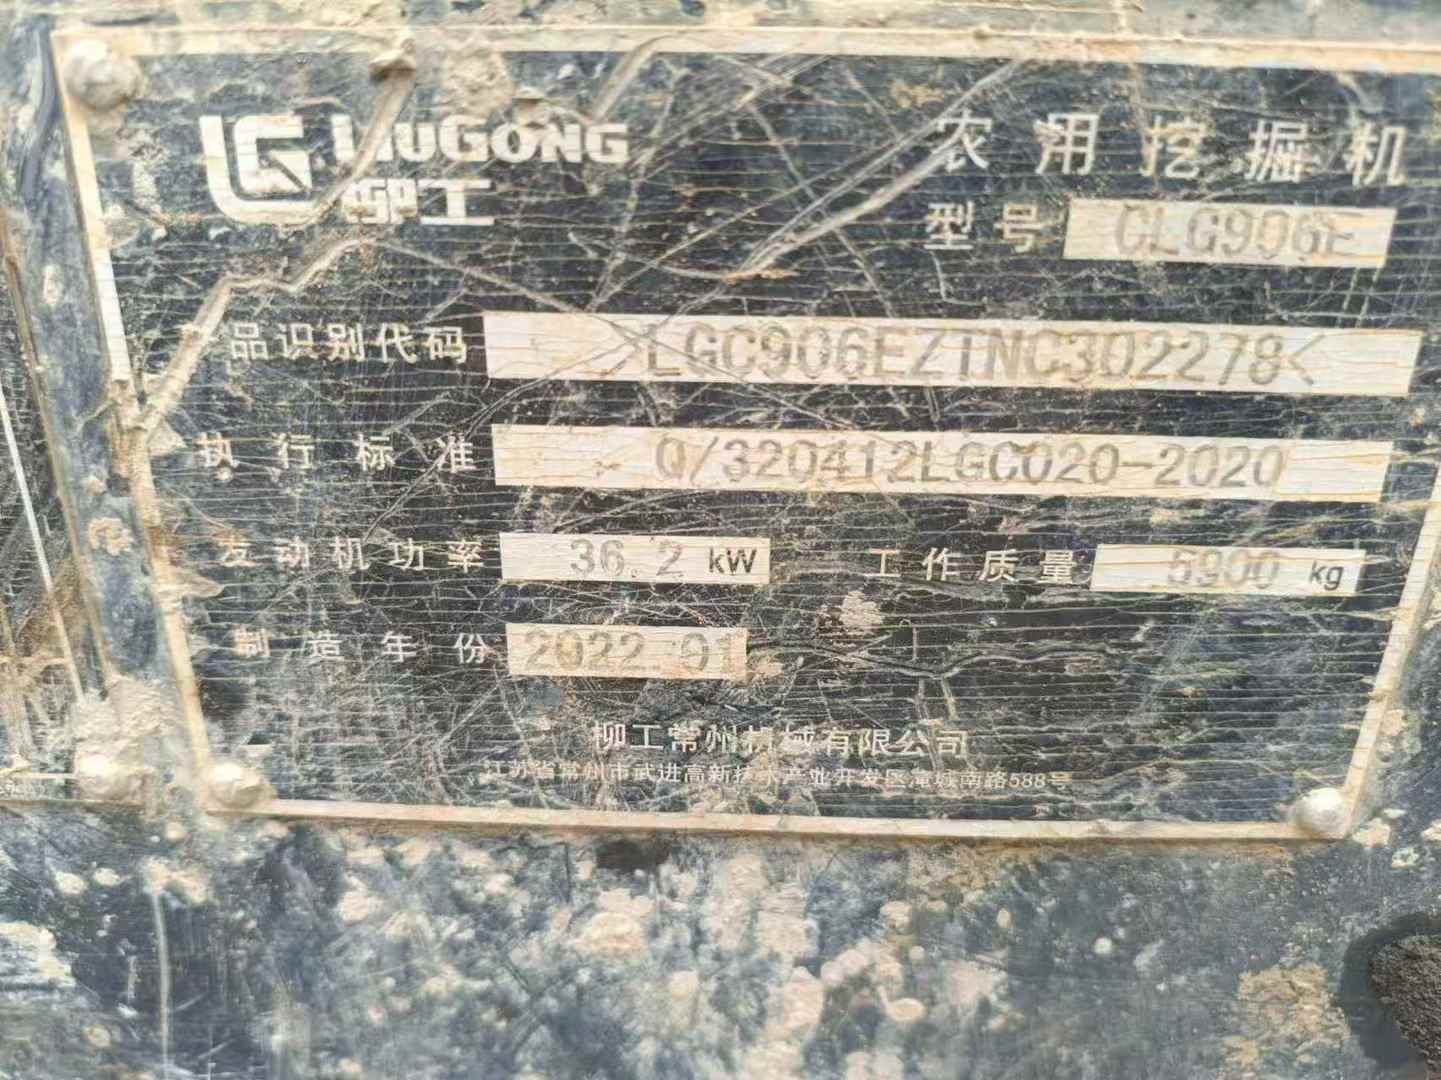 LIUGONG
柳工
农用挖掘机
型号 CLG906E
品识别代码 >LGC906EZTNC302278<
执行标准 Q/320412LGC020-2020
发动机功率 36.2 kW 工作质量 5900 kg
制造年份 2022.01
柳工常州机械有限公司
江苏省常州市武进高新技术产业开发区漕城南路588号